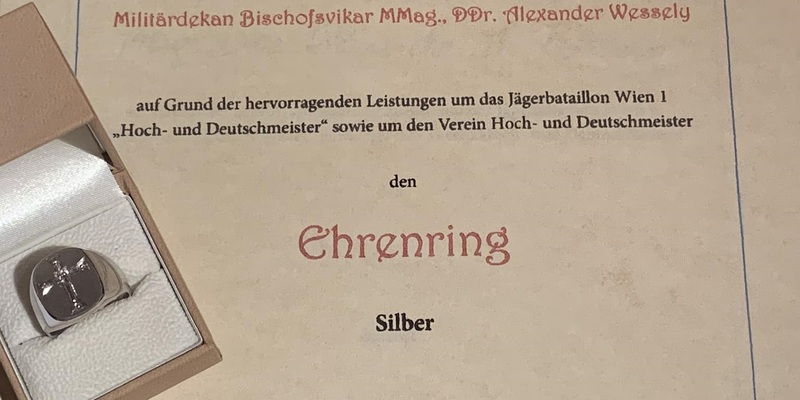 Militärdekan Bischofsvikar MMag., DDr. Alexander Wessely
auf Grund der hervorragenden Leistungen um das Jägerbataillon Wien 1
„Hoch- und Deutschmeister“ sowie um den Verein Hoch- und Deutschmeister
den
Ehrenring
Silber